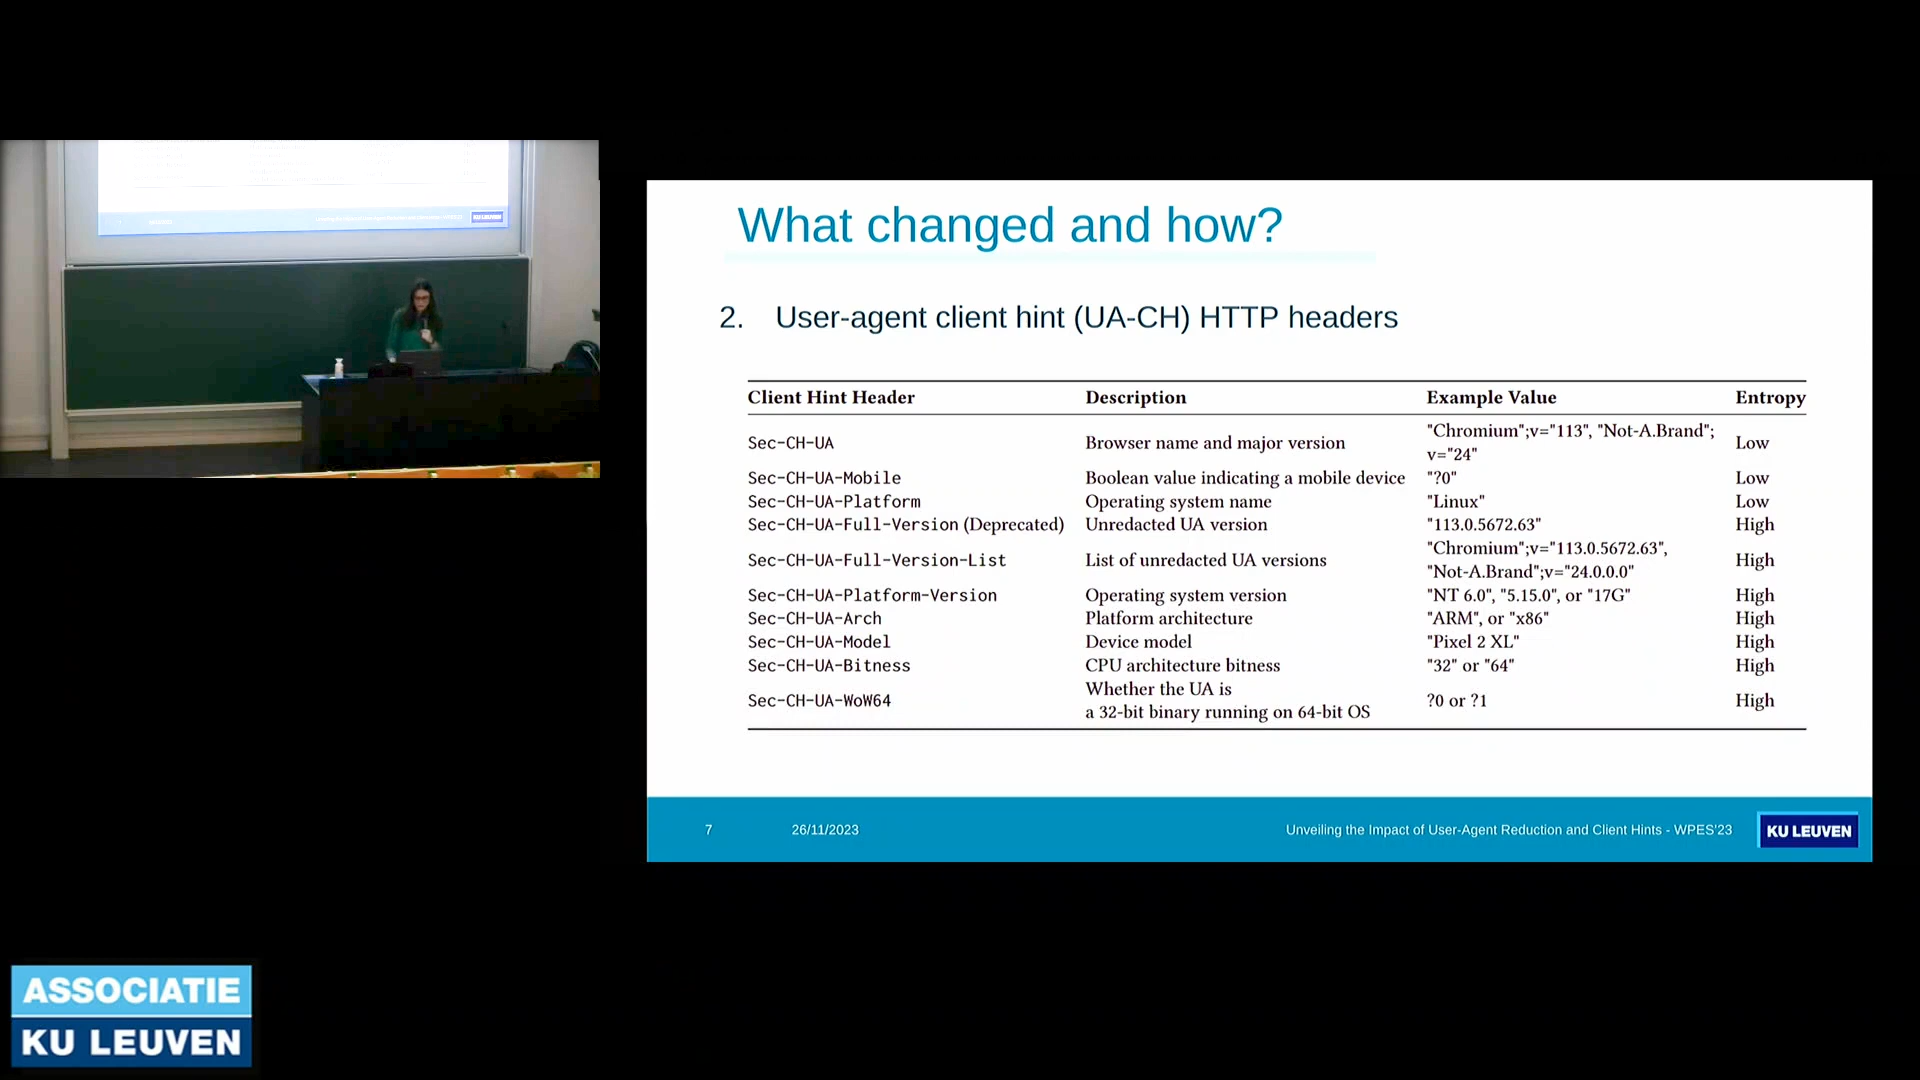 What changed and how?
2. User-agent client hint (UA-CH) HTTP headers
Client Hint Header Description Example Value Entropy
Sec-CH-UA Browser name and major version "Chromium";v="113", "Not-A.Brand"; v="24" Low
Sec-CH-UA-Mobile Boolean value indicating a mobile device "?0" Low
Sec-CH-UA-Platform Operating system name "Linux" Low
Sec-CH-UA-Full-Version (Deprecated) Unredacted UA version "113.0.5672.63" High
Sec-CH-UA-Full-Version-List List of unredacted UA versions "Chromium";v="113.0.5672.63", "Not-A.Brand";v="24.0.0.0" High
Sec-CH-UA-Platform-Version Operating system version "NT 6.0", "5.15.0", or "17G" High
Sec-CH-UA-Arch Platform architecture "ARM", or "x86" High
Sec-CH-UA-Model Device model "Pixel 2 XL" High
Sec-CH-UA-Bitness CPU architecture bitness "32" or "64" High
Sec-CH-UA-WoW64 Whether the UA is a 32-bit binary running on 64-bit OS ?0 or ?1 High
7 26/11/2023 Unveiling the Impact of User-Agent Reduction and Client Hints - WPES'23 KU LEUVEN
KU LEUVEN
ASSOCIATIE
KU LEUVEN